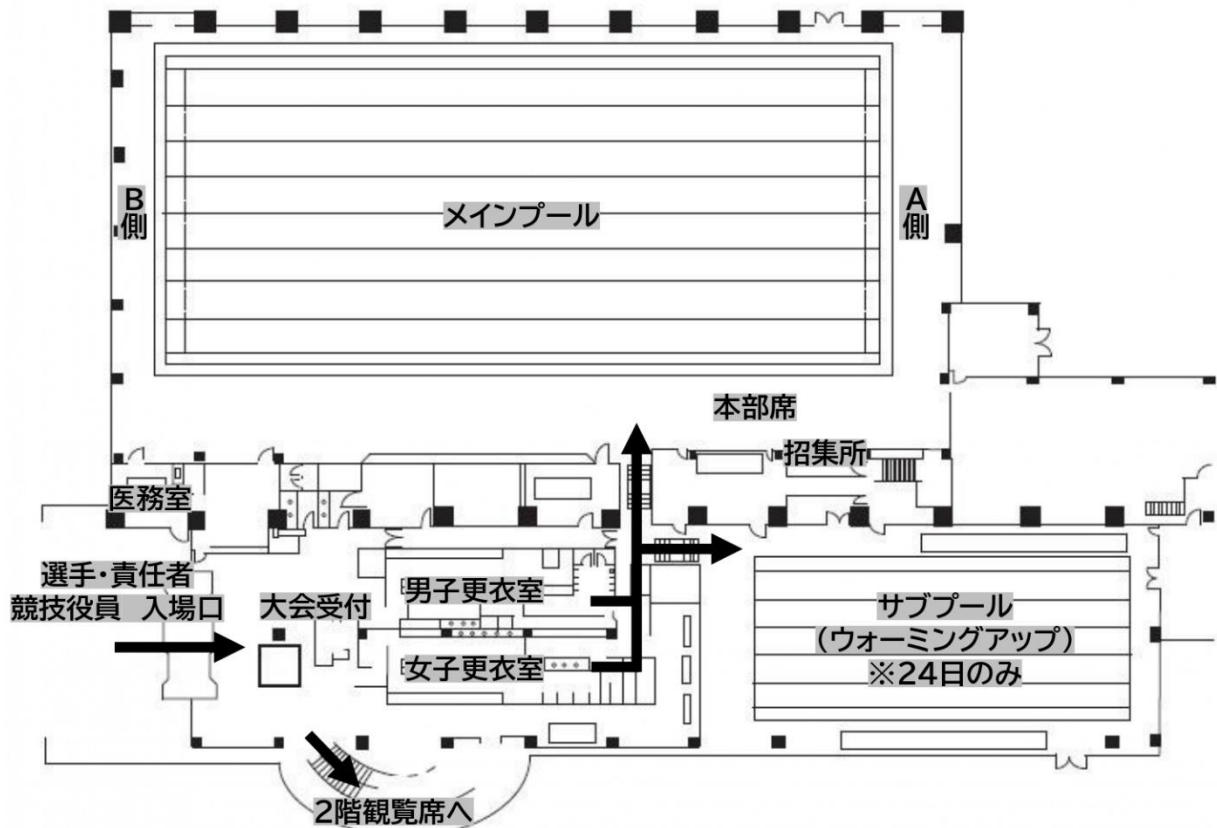 B
側
メインプール
A
側
本部席
招集所
医務室
選手・責任者
競技役員 入場口
大会受付
男子更衣室
女子更衣室
サブプール
(ウォーミングアップ)
※24日のみ
2階観覧席へ